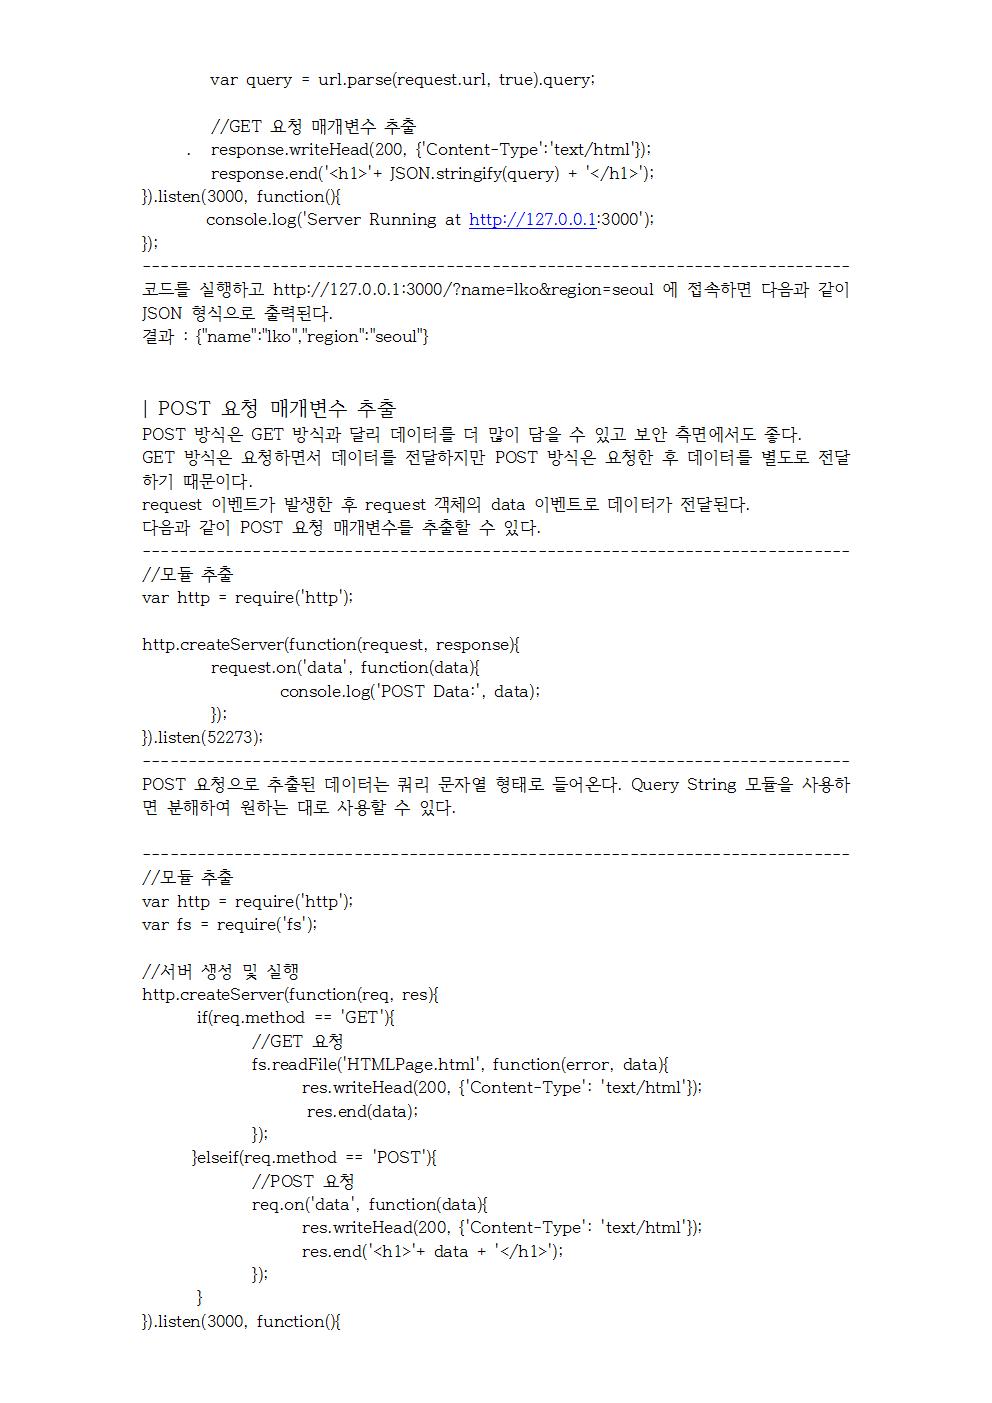 var query = url.parse(request.url, true).query;
//GET 요청 매개변수 추출
. response.writeHead(200, {'Content-Type':'text/html'});
response.end('<h1>'+ JSON.stringify(query) + '</h1>');
}).listen(3000, function(){
console.log('Server Running at http://127.0.0.1:3000');
});
--------------------------------------------------------------------------------
코드를 실행하고 http://127.0.0.1:3000/?name=lko&region=seoul 에 접속하면 다음과 같이
JSON 형식으로 출력된다.
결과 : {"name":"lko","region":"seoul"}
| POST 요청 매개변수 추출
POST 방식은 GET 방식과 달리 데이터를 더 많이 담을 수 있고 보안 측면에서도 좋다.
GET 방식은 요청하면서 데이터를 전달하지만 POST 방식은 요청한 후 데이터를 별도로 전달
하기 때문이다.
request 이벤트가 발생한 후 request 객체의 data 이벤트로 데이터가 전달된다.
다음과 같이 POST 요청 매개변수를 추출할 수 있다.
--------------------------------------------------------------------------------
//모듈 추출
var http = require('http');
http.createServer(function(request, response){
request.on('data', function(data){
console.log('POST Data:', data);
});
}).listen(52273);
--------------------------------------------------------------------------------
POST 요청으로 추출된 데이터는 쿼리 문자열 형태로 들어온다. Query String 모듈을 사용하
면 분해하여 원하는 대로 사용할 수 있다.
--------------------------------------------------------------------------------
//모듈 추출
var http = require('http');
var fs = require('fs');
//서버 생성 및 실행
http.createServer(function(req, res){
if(req.method == 'GET'){
//GET 요청
fs.readFile('HTMLPage.html', function(error, data){
res.writeHead(200, {'Content-Type': 'text/html'});
res.end(data);
});
}elseif(req.method == 'POST'){
//POST 요청
req.on('data', function(data){
res.writeHead(200, {'Content-Type': 'text/html'});
res.end('<h1>'+ data + '</h1>');
});
}
}).listen(3000, function(){